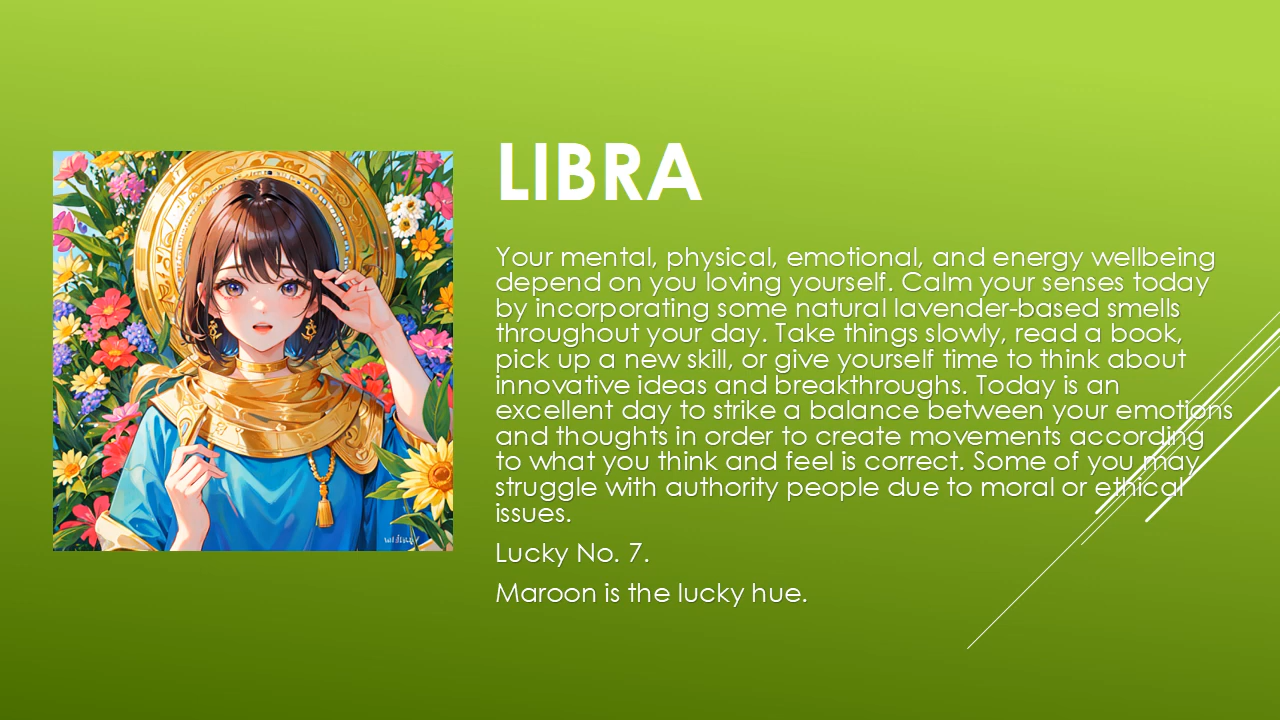 LIBRA
Your mental, physical, emotional, and energy wellbeing
depend on you loving yourself. Calm your senses today
by incorporating some natural lavender-based smells
throughout your day. Take things slowly, read a book,
pick up a new skill, or give yourself time to think about
innovative ideas and breakthroughs. Today is an
excellent day to strike a balance between your emotions
and thoughts in order to create movements according
to what you think and feel is correct. Some of you may
struggle with authority people due to moral or ethical
issues.
Lucky No. 7.
Maroon is the lucky hue.